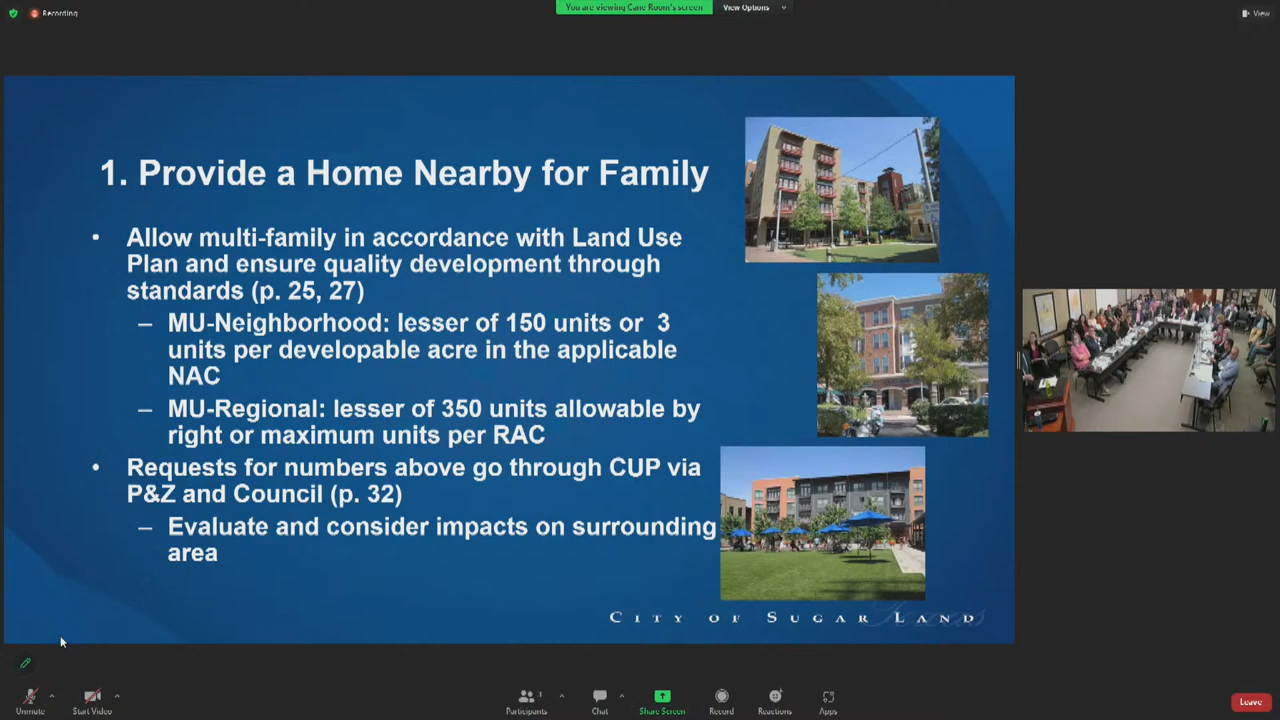 Recording
You are viewing Cane Room's screen
View Options
View
1. Provide a Home Nearby for Family
• Allow multi-family in accordance with Land Use
Plan and ensure quality development through
standards (p. 25, 27)
– MU-Neighborhood: lesser of 150 units or 3
units per developable acre in the applicable
NAC
– MU-Regional: lesser of 350 units allowable by
right or maximum units per RAC
• Requests for numbers above go through CUP via
P&Z and Council (p. 32)
– Evaluate and consider impacts on surrounding
area
CITY OF SUGAR LAND
Unmute
Start Video
Participants
Chat
Share Screen
Record
Reactions
Apps
Leave